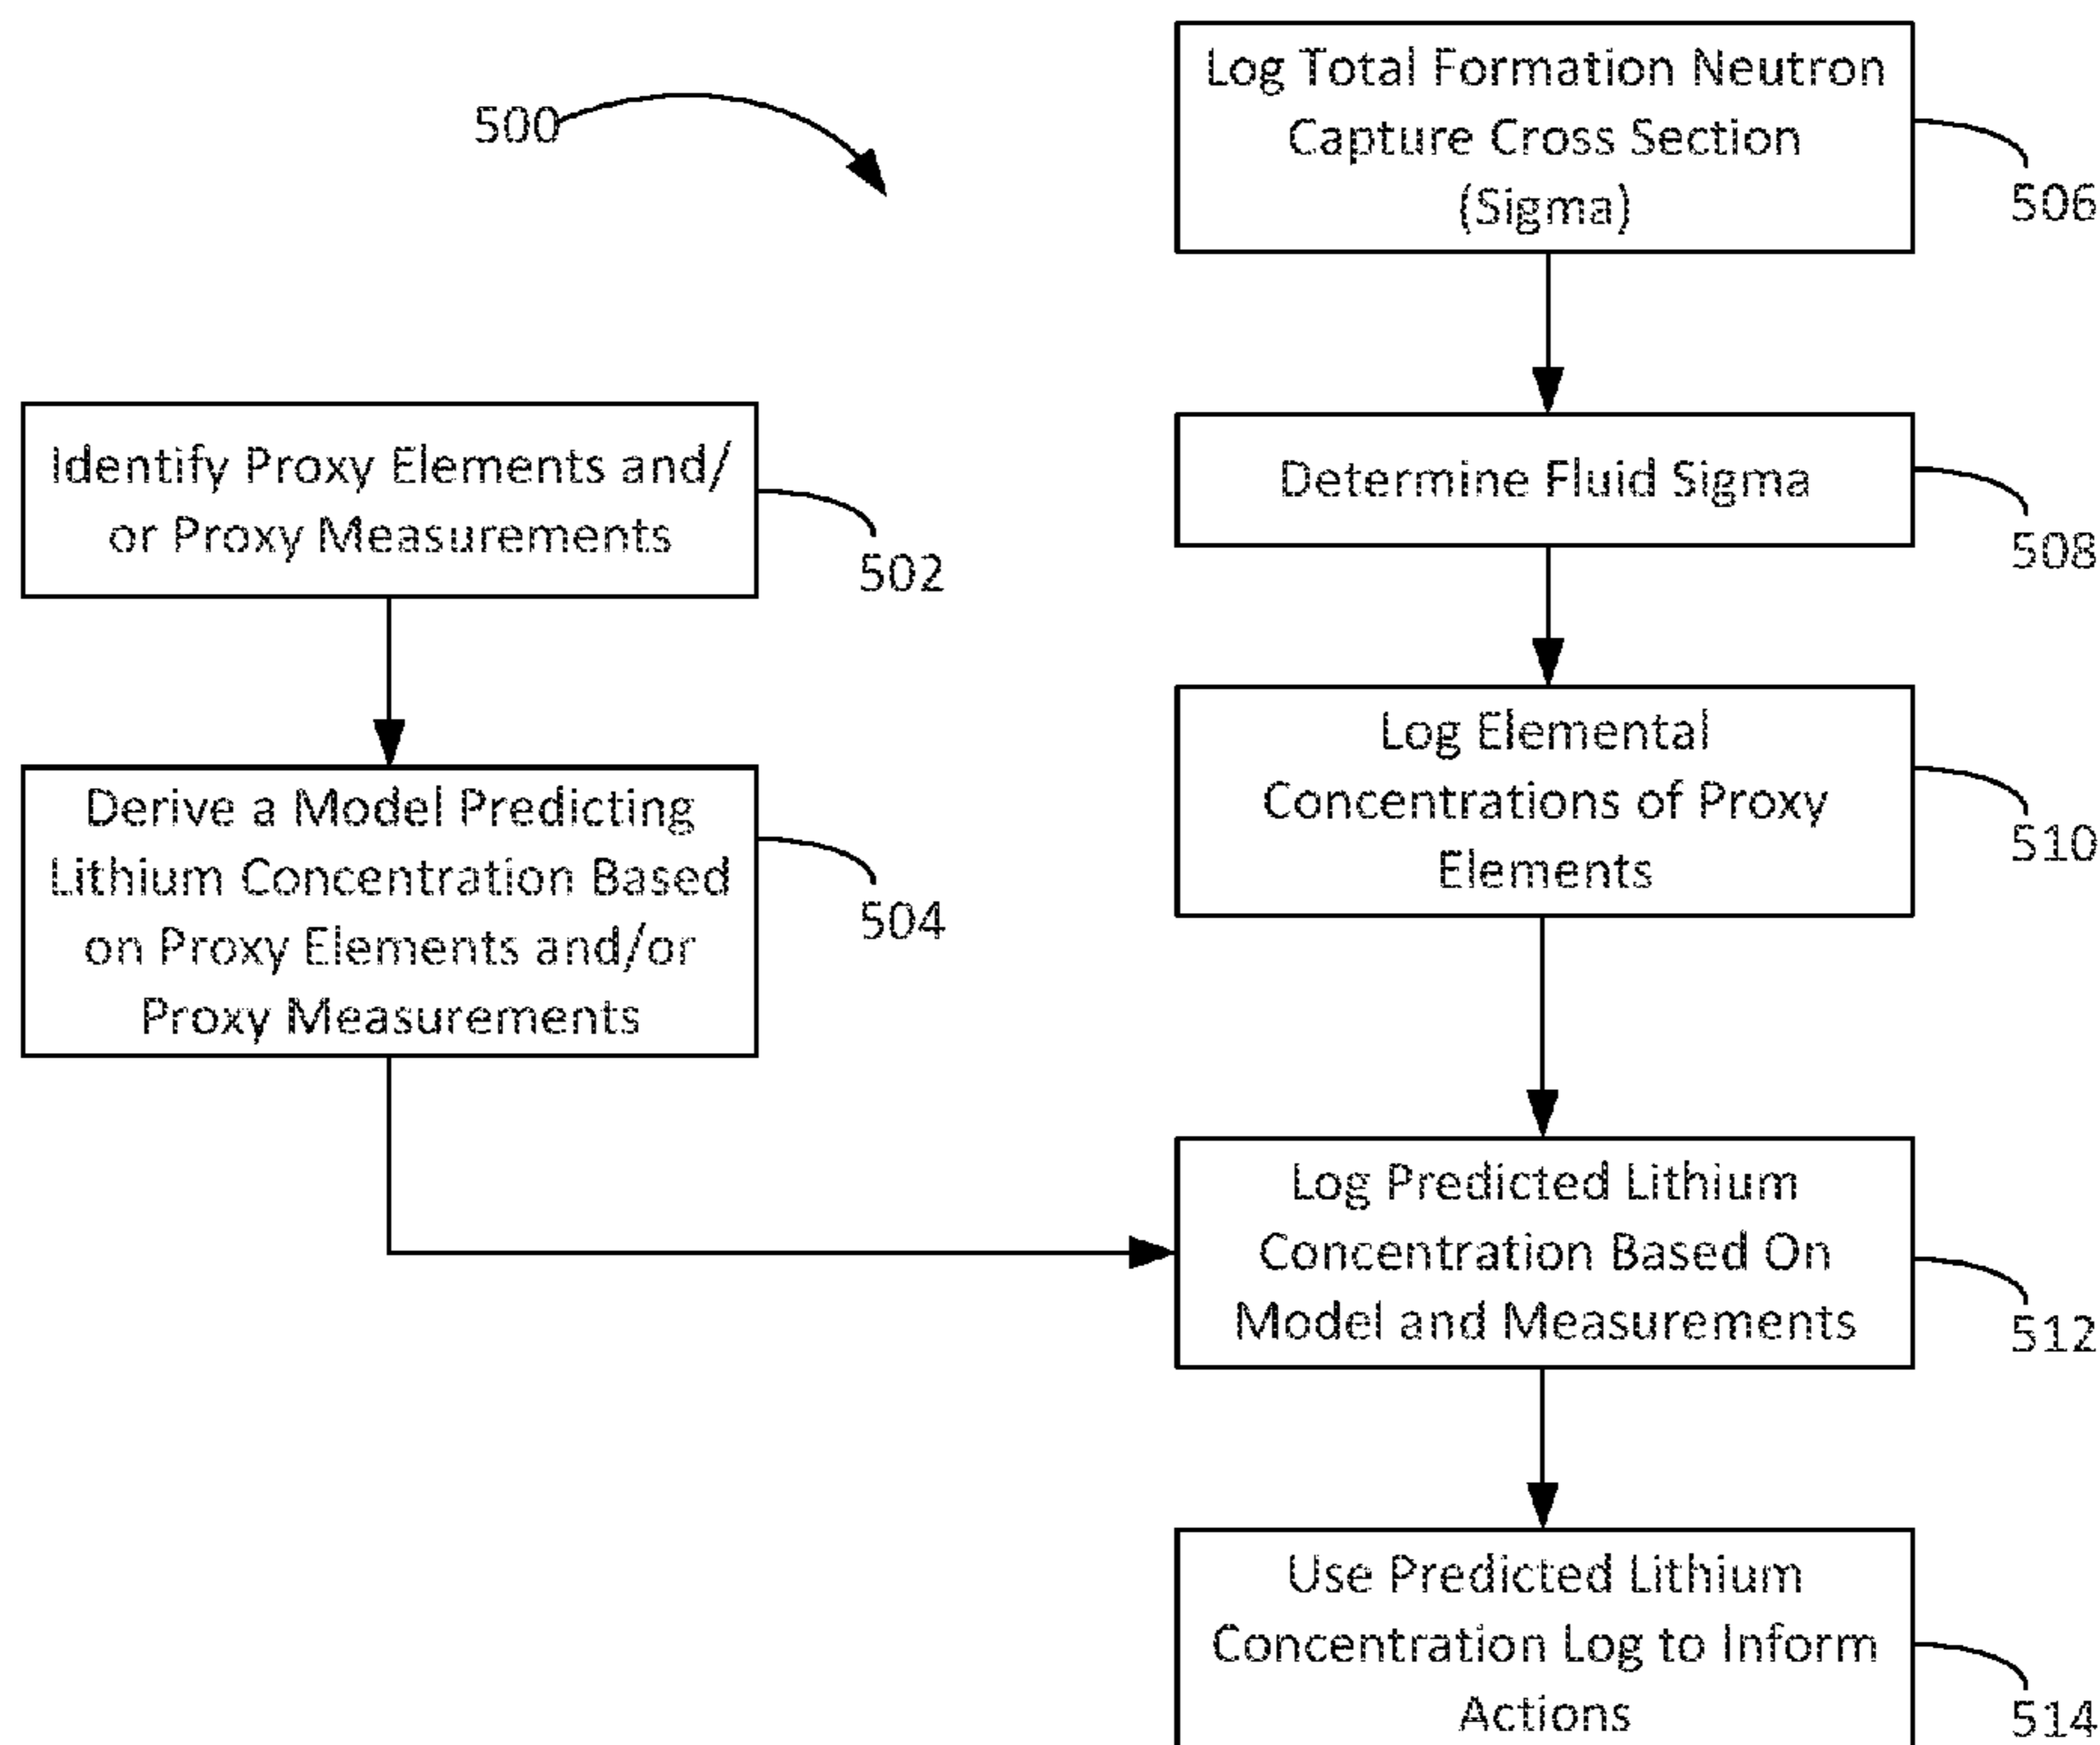 500
Log Total Formation Neutron
Capture Cross Section
(Sigma)
506
Identify Proxy Elements and/
or Proxy Measurements
502
Determine Fluid Sigma
508
Derive a Model Predicting
Lithium Concentration Based
on Proxy Elements and/or
Proxy Measurements
504
Log Elemental
Concentrations of Proxy
Elements
510
Log Predicted Lithium
Concentration Based On
Model and Measurements
512
Use Predicted Lithium
Concentration Log to Inform
Actions
514